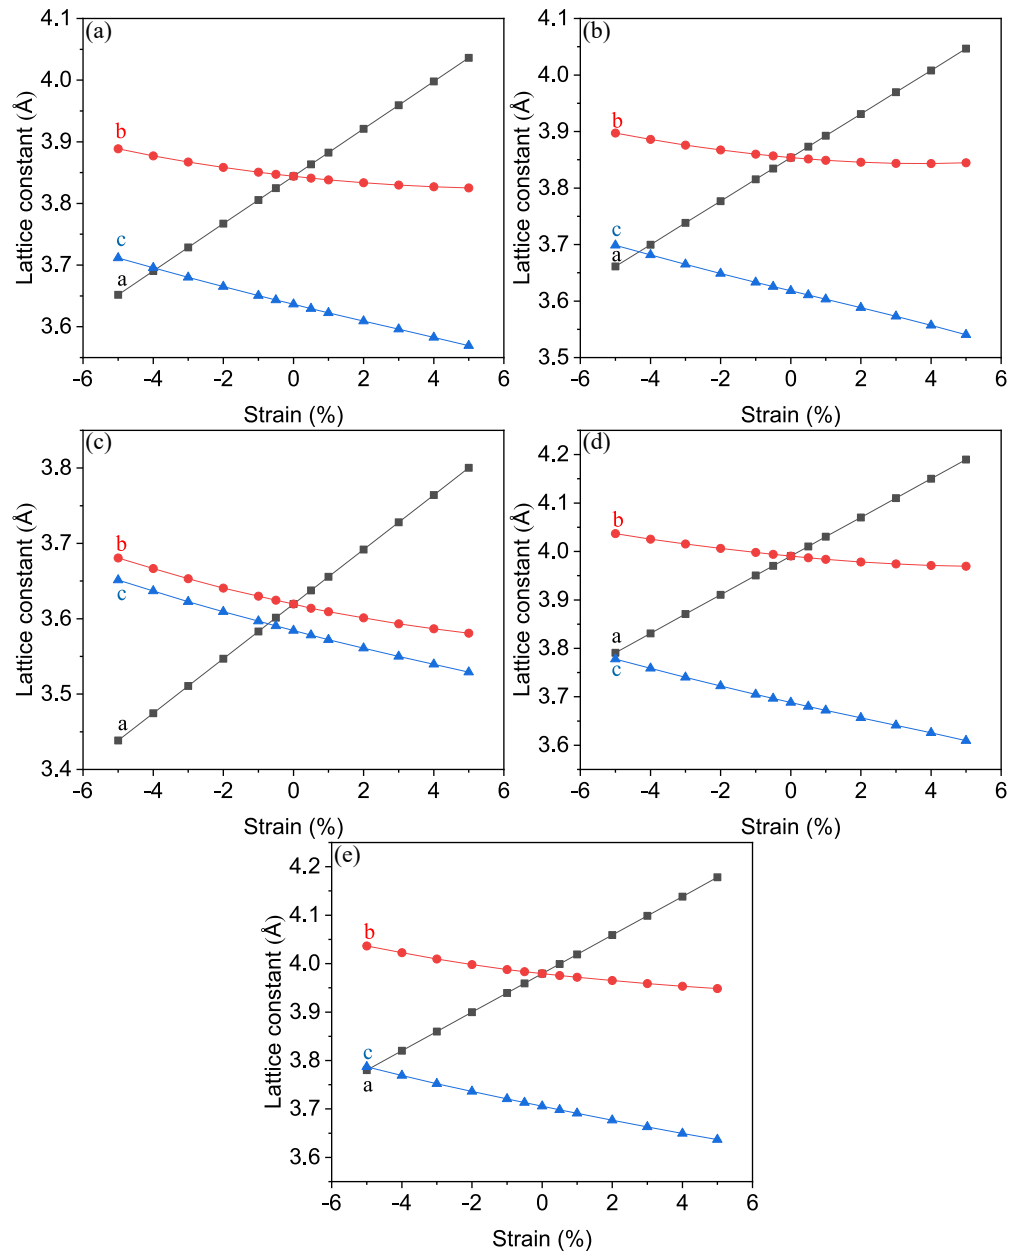 (a)
4.1
4.0
3.9
3.8
3.7
3.6
Lattice constant (Å)
b
c
a
-6 -4 -2 0 2 4 6
Strain (%)
(b)
4.1
4.0
3.9
3.8
3.7
3.6
3.5
Lattice constant (Å)
b
c
a
-6 -4 -2 0 2 4 6
Strain (%)
(c)
3.8
3.7
3.6
3.5
3.4
Lattice constant (Å)
b
c
a
-6 -4 -2 0 2 4 6
Strain (%)
(d)
4.2
4.1
4.0
3.9
3.8
3.7
3.6
Lattice constant (Å)
b
a
c
-6 -4 -2 0 2 4 6
Strain (%)
(e)
4.2
4.1
4.0
3.9
3.8
3.7
3.6
Lattice constant (Å)
b
c
a
-6 -4 -2 0 2 4 6
Strain (%)